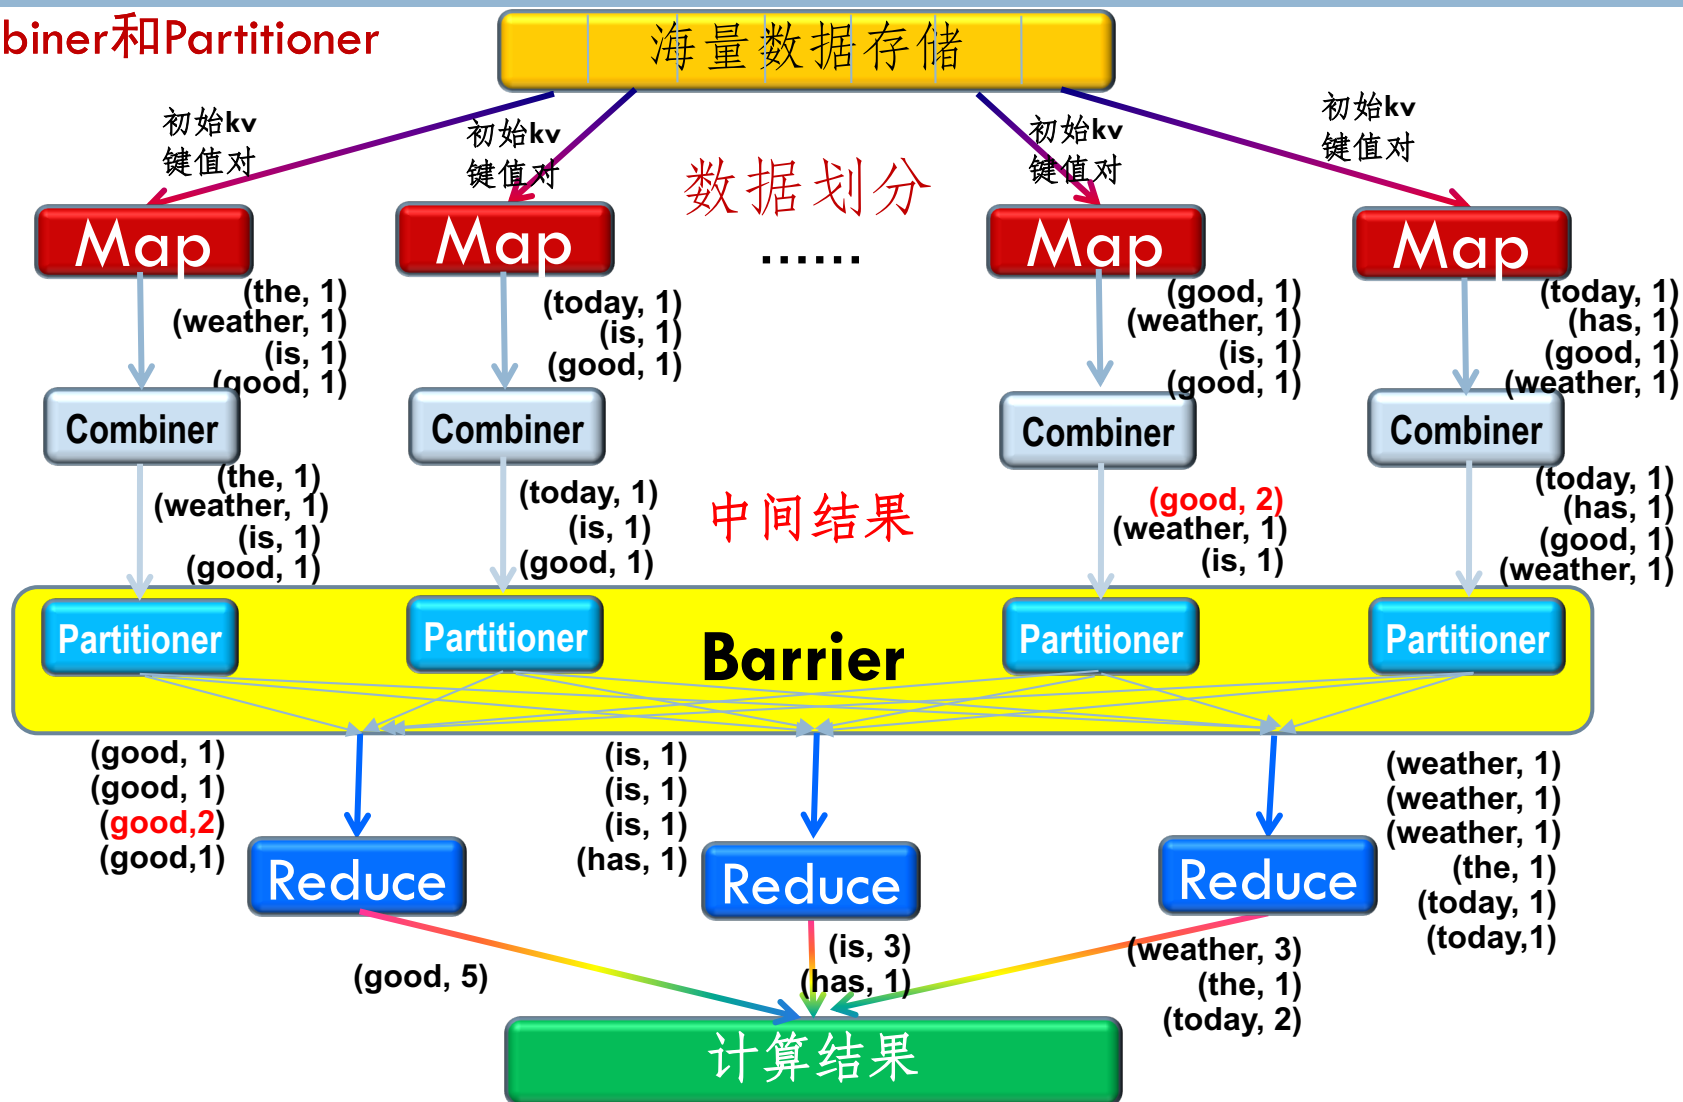 biner和Partitioner
海量数据存储
初始kv
键值对
初始kv
键值对
初始kv
键值对
初始kv
键值对
数据划分
Map
Map
......
Map
Map
(the, 1)
(weather, 1)
(is, 1)
(good, 1)
(today, 1)
(is, 1)
(good, 1)
(good, 1)
(weather, 1)
(is, 1)
(good, 1)
(today, 1)
(has, 1)
(good, 1)
(weather, 1)
Combiner
Combiner
Combiner
Combiner
(the, 1)
(weather, 1)
(is, 1)
(good, 1)
(today, 1)
(is, 1)
(good, 1)
中间结果
(good, 2)
(weather, 1)
(is, 1)
(today, 1)
(has, 1)
(good, 1)
(weather, 1)
Partitioner
Partitioner
Barrier
Partitioner
Partitioner
(good, 1)
(good, 1)
(good,2)
(good,1)
(is, 1)
(is, 1)
(is, 1)
(has, 1)
(weather, 1)
(weather, 1)
(weather, 1)
(the, 1)
(today, 1)
(today,1)
Reduce
Reduce
Reduce
(good, 5)
(is, 3)
(has, 1)
(weather, 3)
(the, 1)
(today, 2)
计算结果